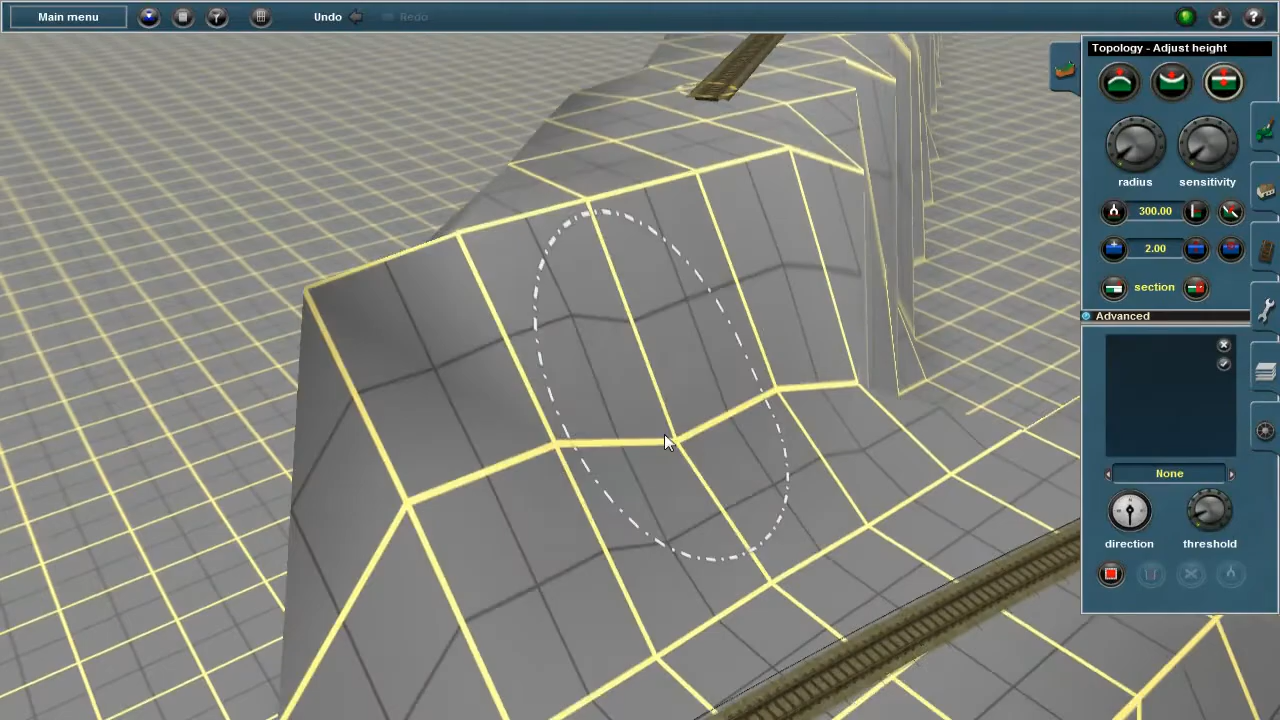 Main menu
Undo
Redo
?
Topology - Adjust height
radius
sensitivity
300.00
2.00
section
Advanced
None
direction
threshold